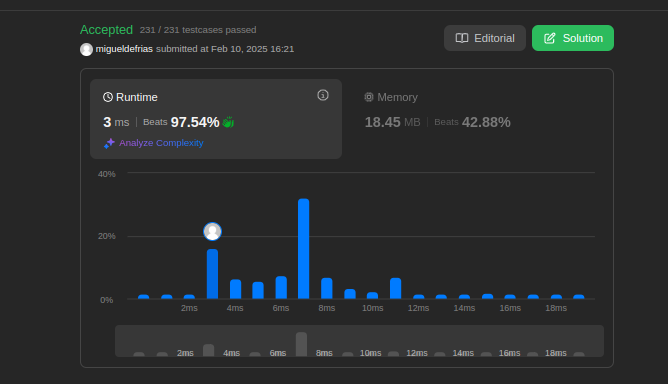 Accepted 231 / 231 testcases passed
migueldefrias submitted at Feb 10, 2025 16:21
Editorial
Solution
Runtime
3 ms | Beats 97.54%
Analyze Complexity
Memory
18.45 MB | Beats 42.88%
40%
20%
0%
2ms 4ms 6ms 8ms 10ms 12ms 14ms 16ms 18ms
2ms 4ms 6ms 8ms 10ms 12ms 14ms 16ms 18ms